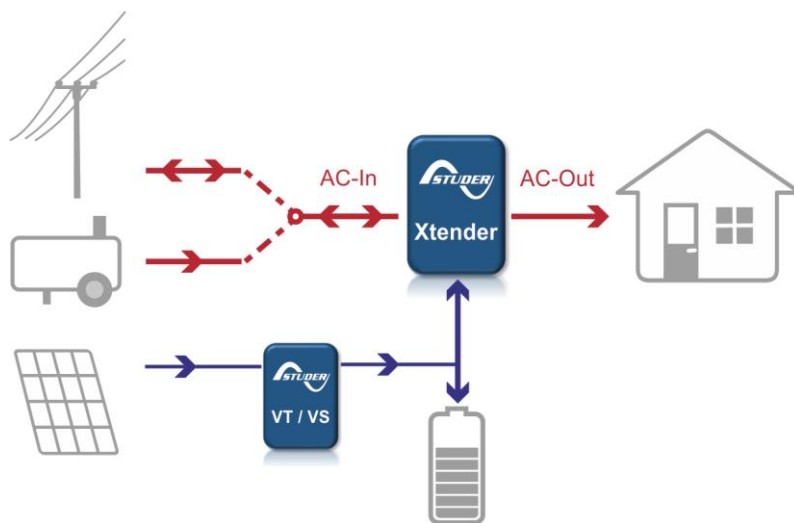 AC-In
STUDER
Xtender
AC-Out
STUDER
VT / VS